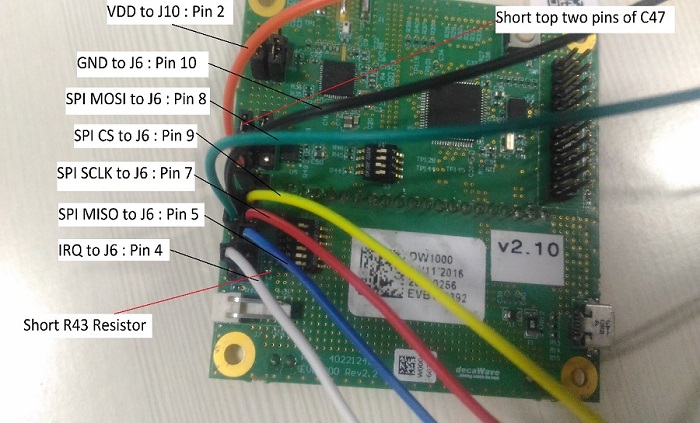 VDD to J10 : Pin 2
Short top two pins of C47
GND to J6 : Pin 10
SPI MOSI to J6 : Pin 8
SPI CS to J6 : Pin 9
SPI SCLK to J6 : Pin 7
SPI MISO to J6 : Pin 5
IRQ to J6 : Pin 4
Short R43 Resistor
v2.10
DW1000
2016
EVB
decaWave
Rev2.2